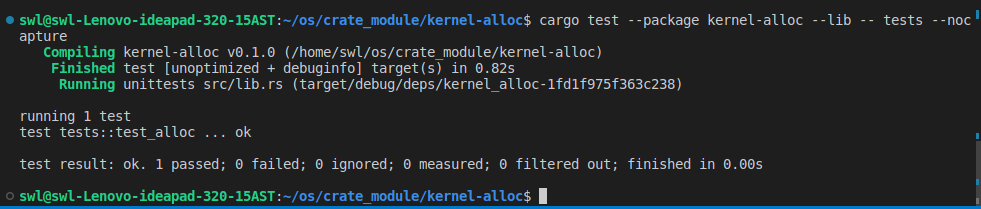 swl@swl-Lenovo-ideapad-320-15AST:~/os/crate_module/kernel-alloc$ cargo test --package kernel-alloc --lib -- tests --noc
apture
   Compiling kernel-alloc v0.1.0 (/home/swl/os/crate_module/kernel-alloc)
    Finished test [unoptimized + debuginfo] target(s) in 0.82s
     Running unittests src/lib.rs (target/debug/deps/kernel_alloc-1fd1f975f363c238)

running 1 test
test tests::test_alloc ... ok

test result: ok. 1 passed; 0 failed; 0 ignored; 0 measured; 0 filtered out; finished in 0.00s

swl@swl-Lenovo-ideapad-320-15AST:~/os/crate_module/kernel-alloc$